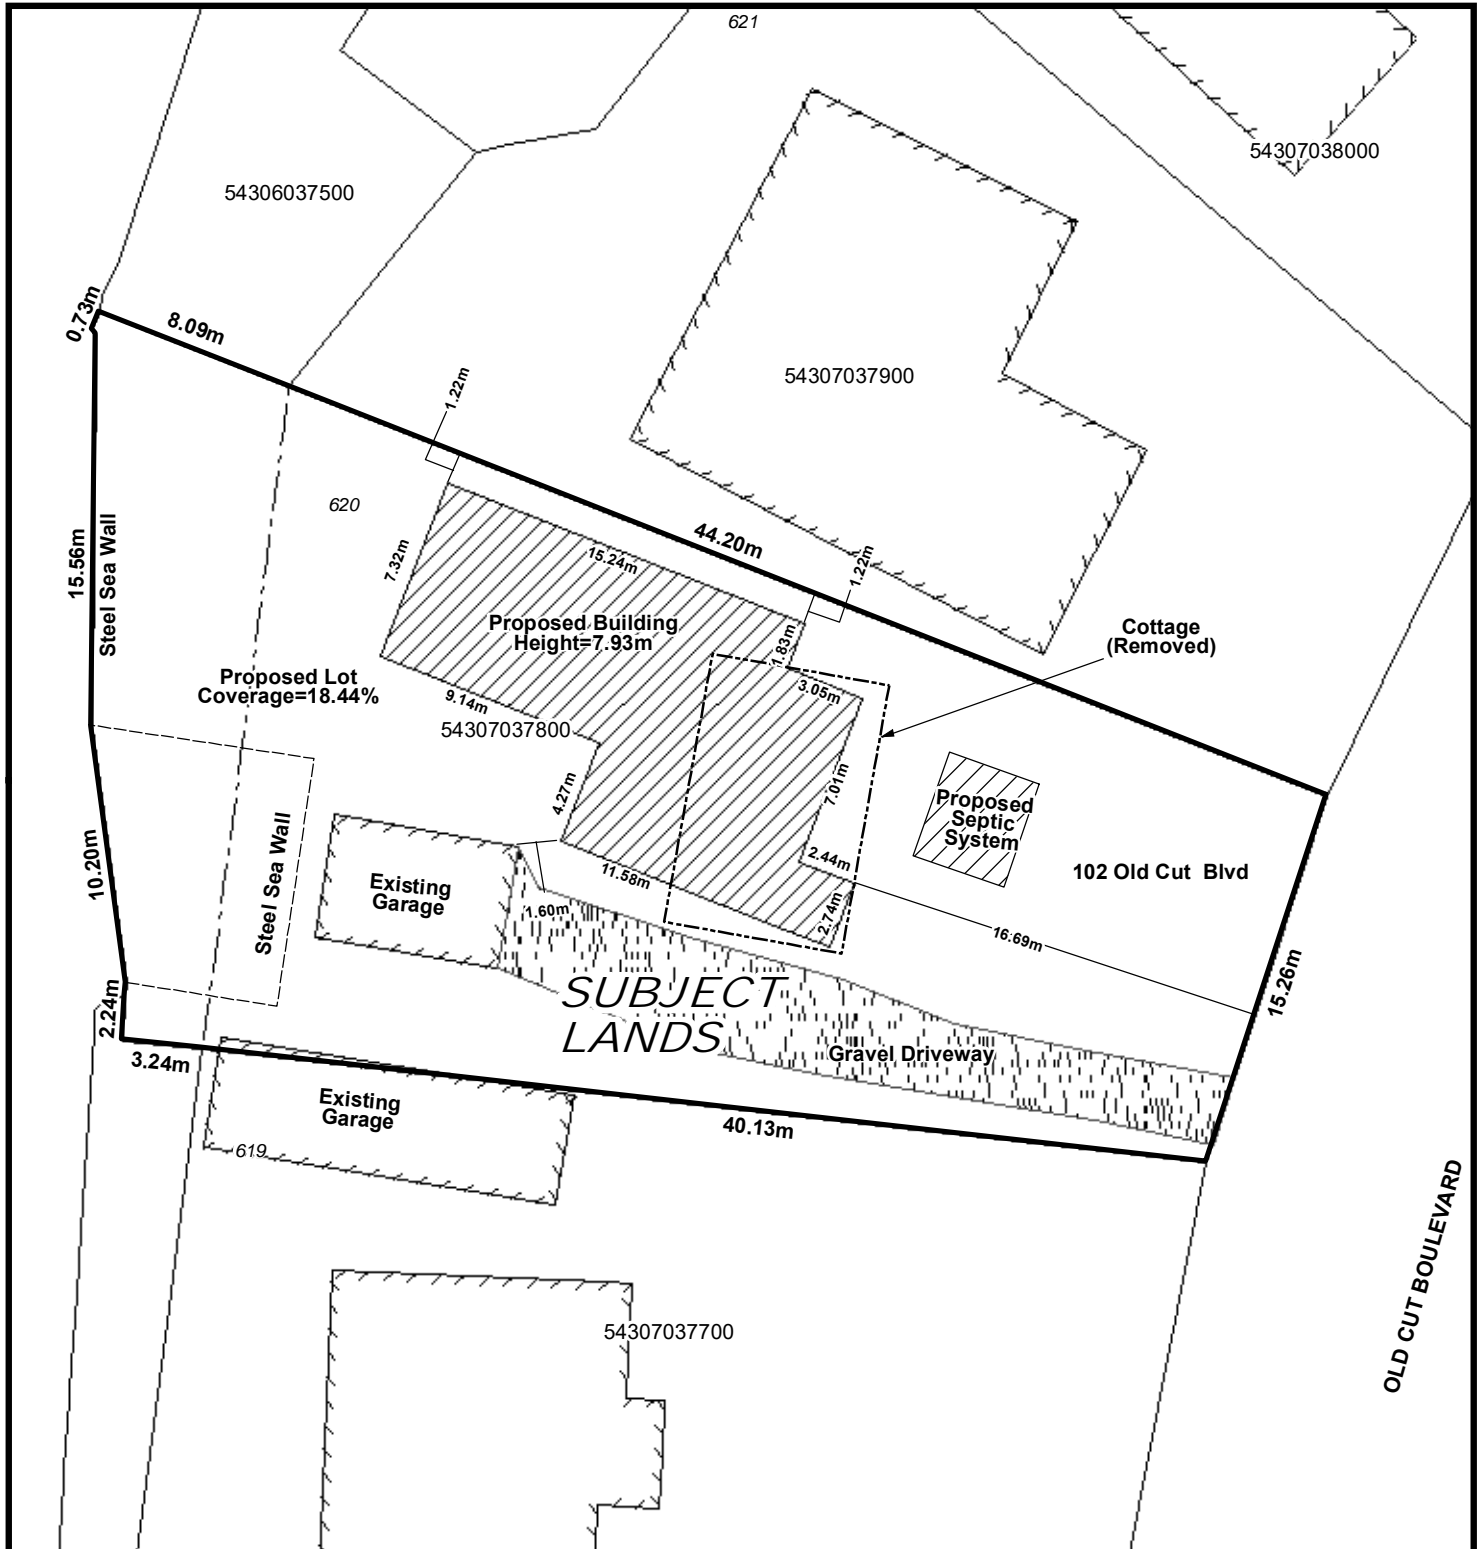 621
54307038000
54306037500
0.73m
8.09m
54307037900
1.22m
620
44.20m
15.56m
Steel Sea Wall
7.32m
15.24m
1.22m
Proposed Building
Height=7.93m
1.83m
Cottage
(Removed)
Proposed Lot
Coverage=18.44%
9.14m
3.05m
54307037800
4.27m
7.01m
Proposed
Septic
System
10.20m
Steel Sea Wall
Existing
Garage
11.58m
2.44m
102 Old Cut Blvd
1.60m
2.74m
16.69m
2.24m
SUBJECT
LANDS
15.26m
3.24m
Gravel Driveway
Existing
Garage
40.13m
619
OLD CUT BOULEVARD
54307037700